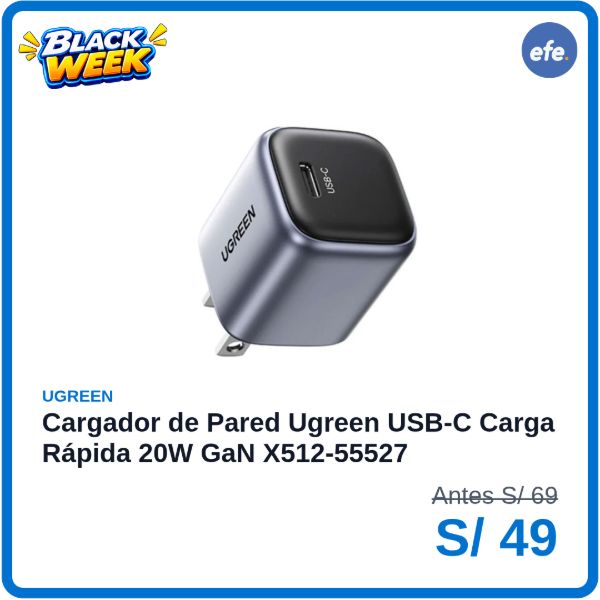 BLACK
WEEK
efe.
USB-C
UGREEN
UGREEN
Cargador de Pared Ugreen USB-C Carga
Rápida 20W GaN X512-55527
Antes S/ 69
S/ 49